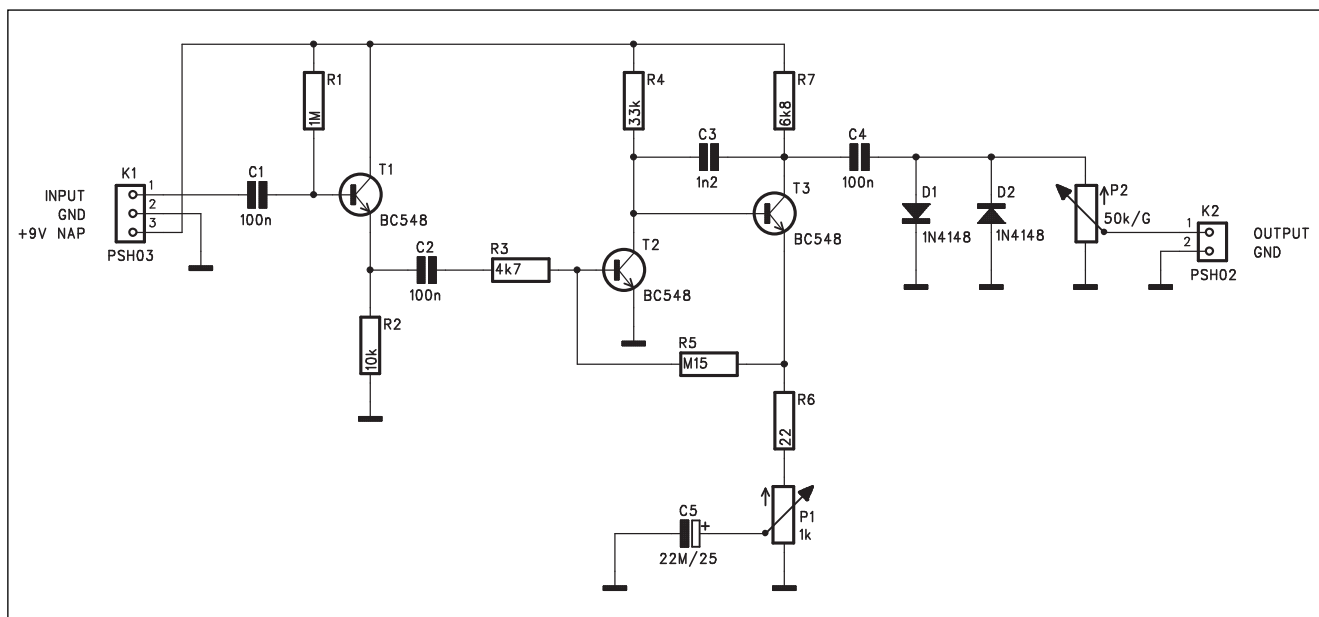 R1
1M
R4
33k
R7
6k8
K1
1
2
3
INPUT
GND
+9V NAP
PSH03
C1
100n
T1
BC548
C3
1n2
C4
100n
T3
BC548
D1
1N4148
D2
1N4148
P2
50k/G
K2
1
2
OUTPUT
GND
PSH02
C2
100n
R3
4k7
T2
BC548
R2
10k
R5
M15
R6
22
C5
+
22M/25
P1
1k